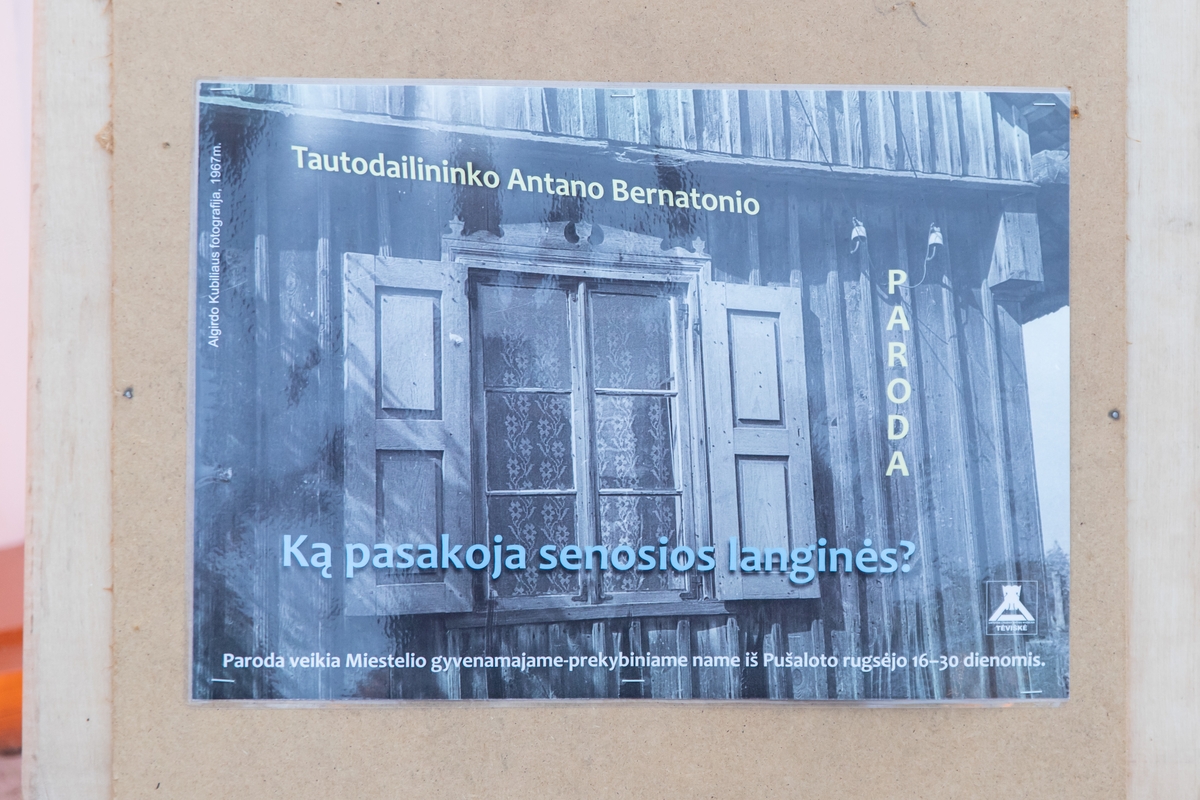 Algirdo Kubiliaus fotografija, 1967m.
Tautodailininko Antano Bernatonio
PARODA
Ką pasakoja senosios langinės?
TĖVIŠKĖ
Paroda veikia Miestelio gyvenamajame-prekybiniame name iš Pušaloto rugsėjo 16–30 dienomis.